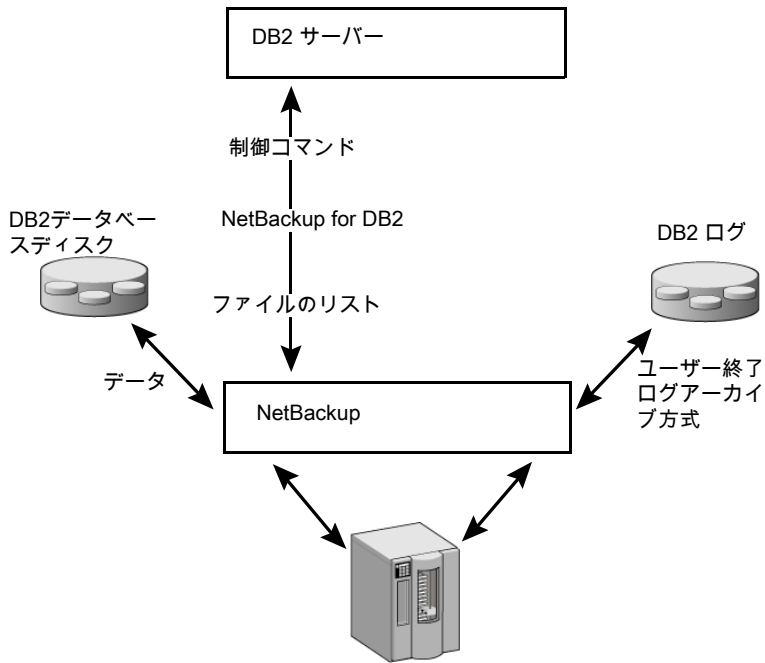 DB2 サーバー
制御コマンド
NetBackup for DB2
DB2データベー
スディスク
DB2 ログ
ファイルのリスト
データ
ユーザー終了
ログアーカイ
ブ方式
NetBackup